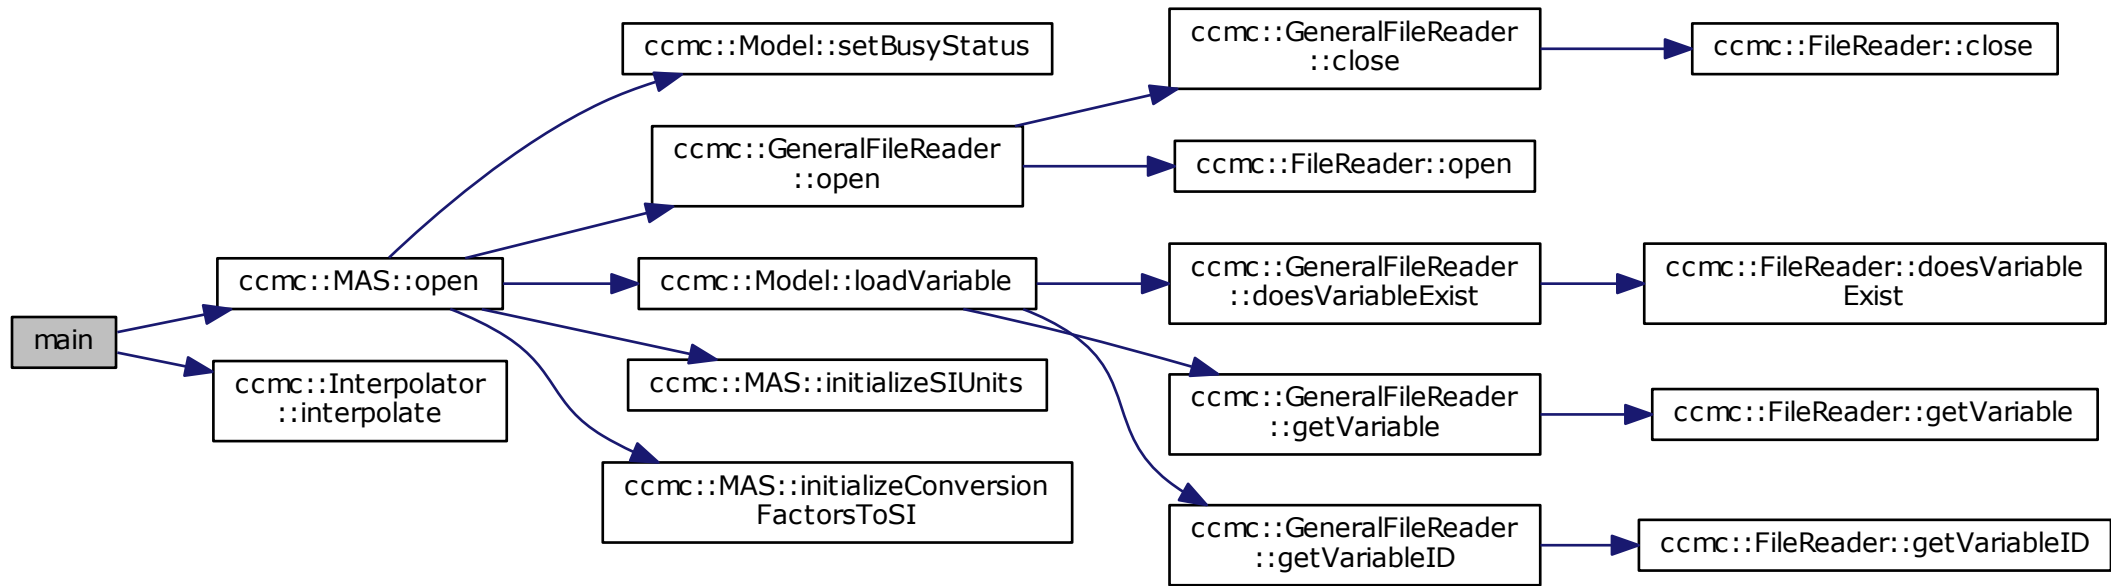 main
ccmc::MAS::open
ccmc::Interpolator
::interpolate
ccmc::Model::setBusyStatus
ccmc::GeneralFileReader
::open
ccmc::Model::loadVariable
ccmc::MAS::initializeSIUnits
ccmc::MAS::initializeConversion
FactorsToSI
ccmc::GeneralFileReader
::close
ccmc::FileReader::open
ccmc::GeneralFileReader
::doesVariableExist
ccmc::GeneralFileReader
::getVariable
ccmc::GeneralFileReader
::getVariableID
ccmc::FileReader::close
ccmc::FileReader::doesVariable
Exist
ccmc::FileReader::getVariable
ccmc::FileReader::getVariableID